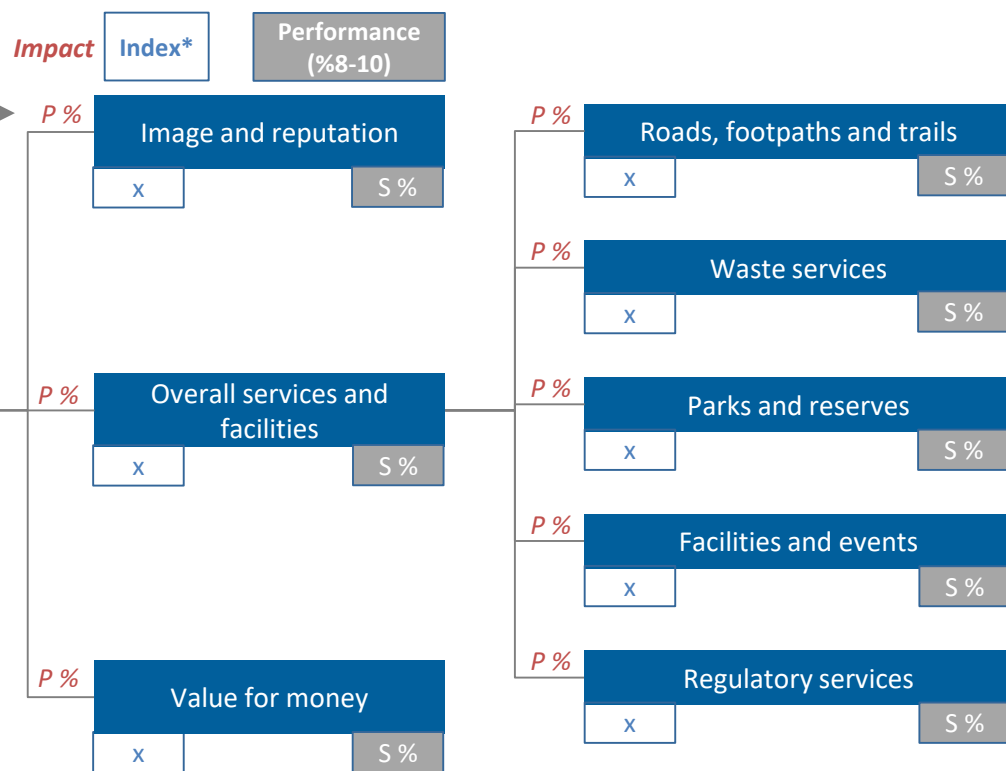 Impact
Index*
Performance
(%8-10)
P %
Image and reputation
x
S %
P %
Overall services and
facilities
x
S %
P %
Value for money
x
S %
P %
Roads, footpaths and trails
x
S %
P %
Waste services
x
S %
P %
Parks and reserves
x
S %
P %
Facilities and events
x
S %
P %
Regulatory services
x
S %